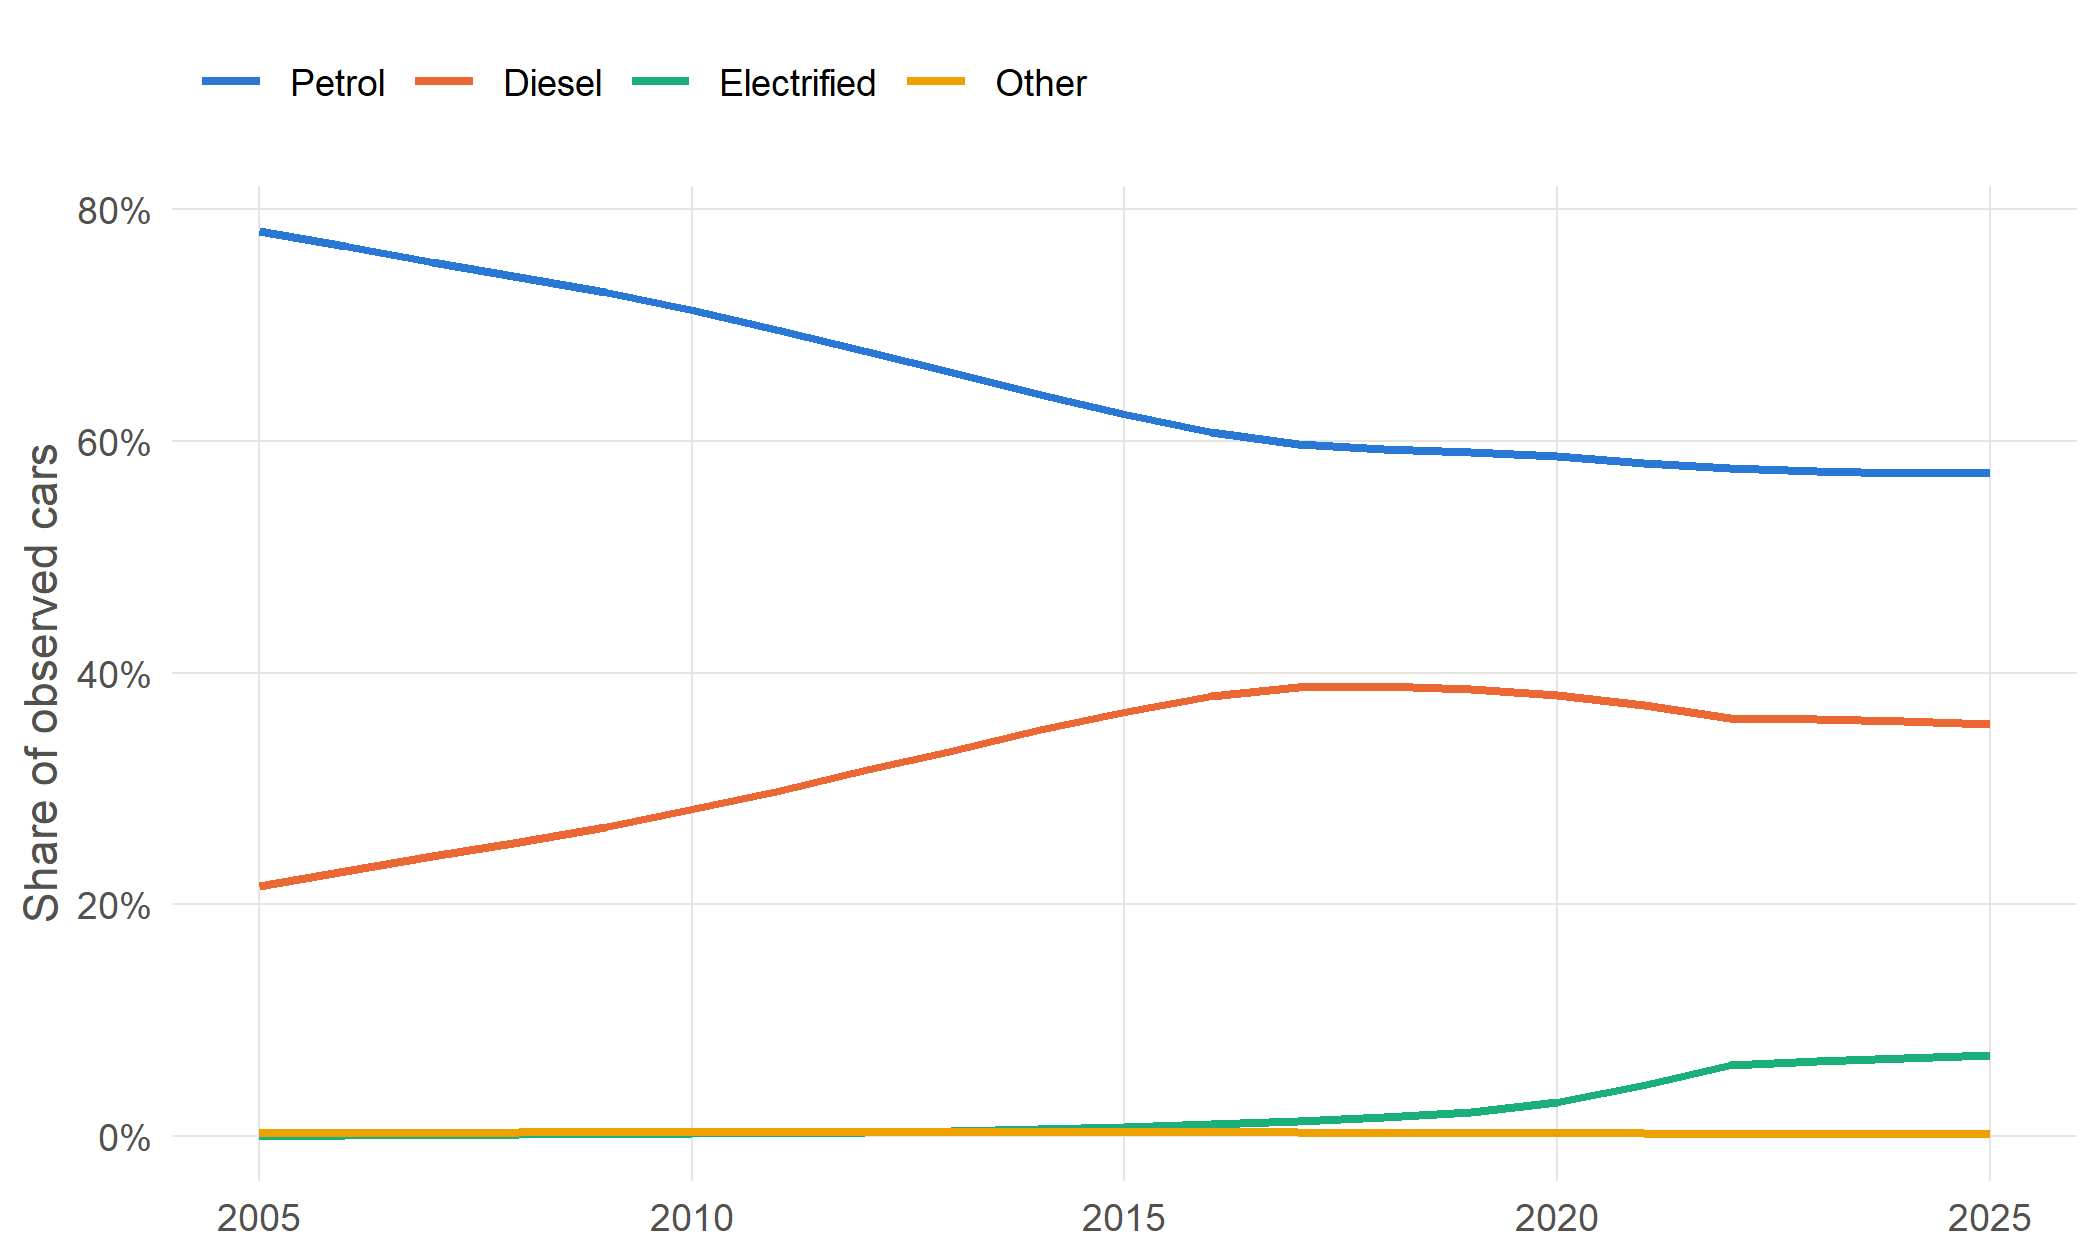 Petrol Diesel Electrified Other
80%
60%
40%
20%
0%
Share of observed cars
2005 2010 2015 2020 2025